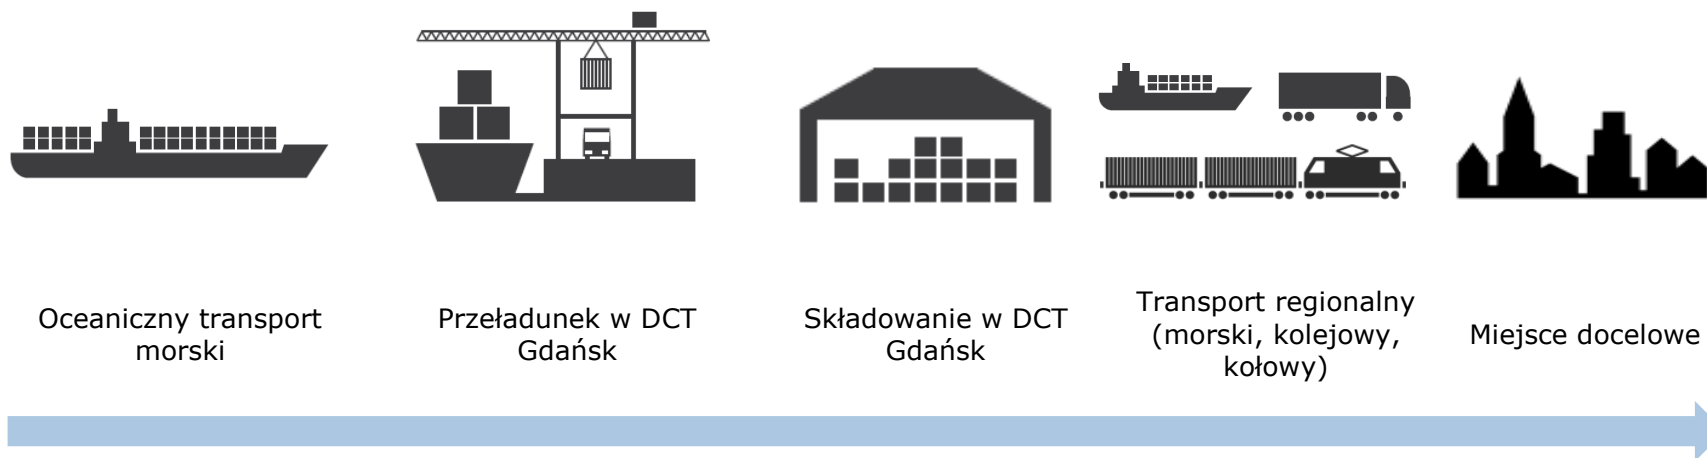 Oceaniczny transport
morski
Przeładunek w DCT
Gdańsk
Składowanie w DCT
Gdańsk
Transport regionalny
(morski, kolejowy,
kołowy)
Miejsce docelowe